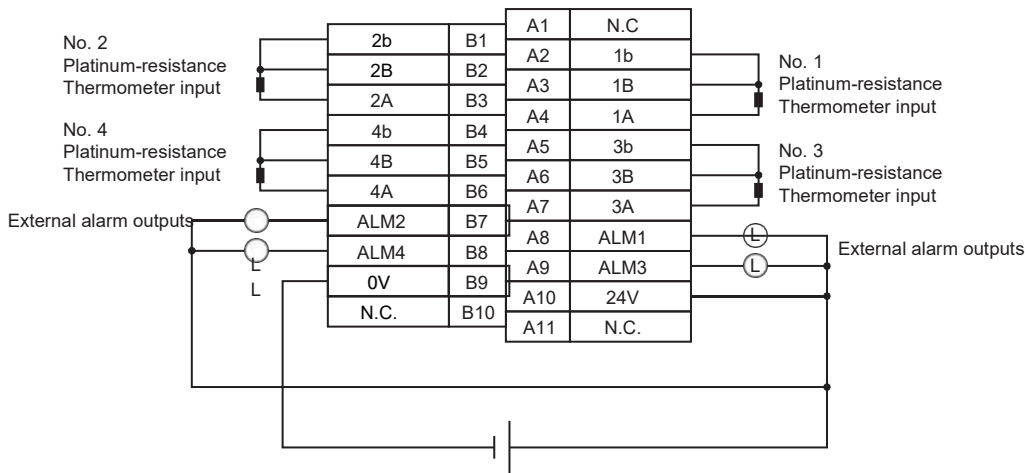 No. 2
Platinum-resistance
Thermometer input
No. 4
Platinum-resistance
Thermometer input
External alarm outputs
L
L
2b B1
2B B2
2A B3
4b B4
4B B5
4A B6
ALM2 B7
ALM4 B8
0V B9
N.C. B10
A1 N.C
A2 1b
A3 1B
A4 1A
A5 3b
A6 3B
A7 3A
A8 ALM1
A9 ALM3
A10 24V
A11 N.C.
No. 1
Platinum-resistance
Thermometer input
No. 3
Platinum-resistance
Thermometer input
L
L
External alarm outputs